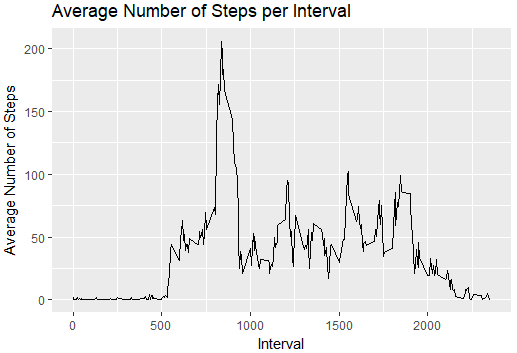 Average Number of Steps per Interval
Average Number of Steps
200
150
100
50
0
0 500 1000 1500 2000
Interval